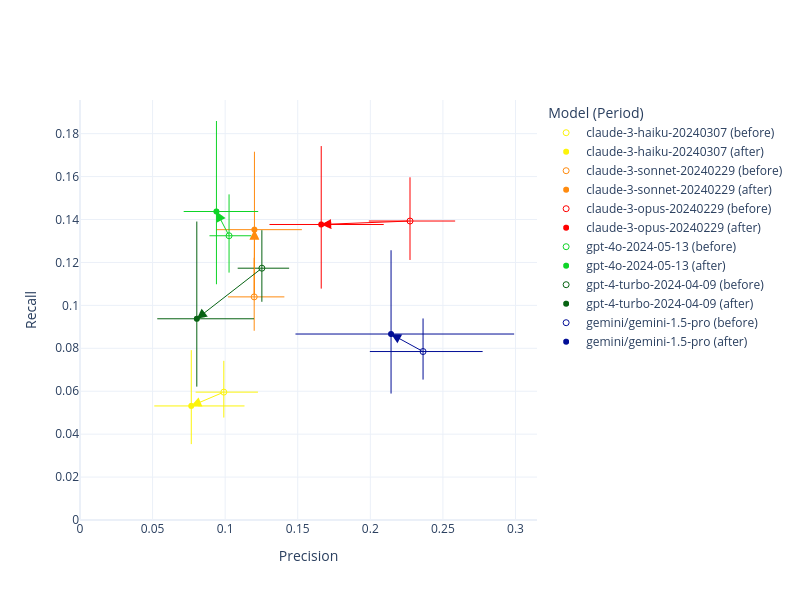 Model (Period)
claude-3-haiku-20240307 (before)
claude-3-haiku-20240307 (after)
claude-3-sonnet-20240229 (before)
claude-3-sonnet-20240229 (after)
claude-3-opus-20240229 (before)
claude-3-opus-20240229 (after)
gpt-4o-2024-05-13 (before)
gpt-4o-2024-05-13 (after)
gpt-4-turbo-2024-04-09 (before)
gpt-4-turbo-2024-04-09 (after)
gemini/gemini-1.5-pro (before)
gemini/gemini-1.5-pro (after)
Recall
0.18
0.16
0.14
0.12
0.1
0.08
0.06
0.04
0.02
0
0 0.05 0.1 0.15 0.2 0.25 0.3
Precision